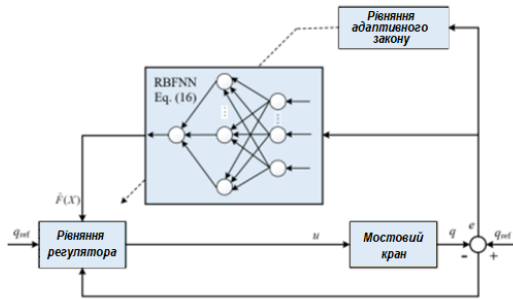 Рівняння
адаптивного
закону
RBFNN
Eq. (16)
F̂(X)
q_ref
Рівняння
регулятора
u
Мостовий
кран
q
e
q_ref
-
+